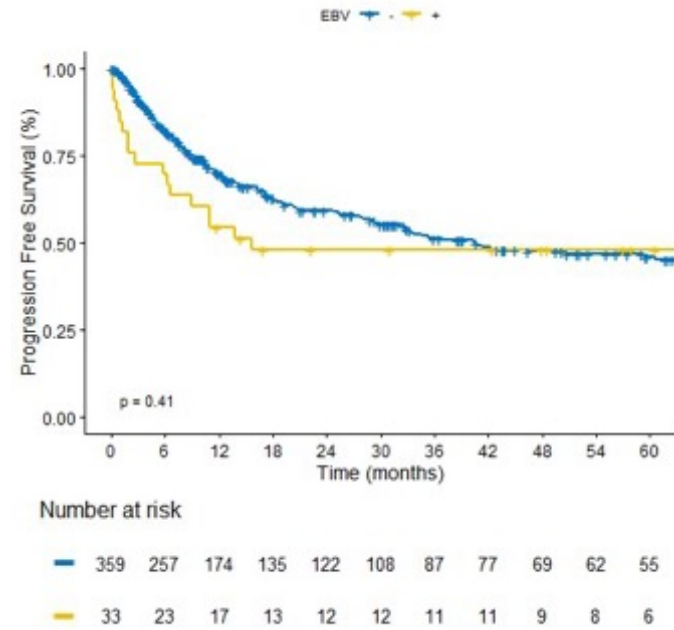 EBV - +
Progression Free Survival (%)
1.00
0.75
0.50
0.25
0.00
p = 0.41
0 6 12 18 24 30 36 42 48 54 60
Time (months)
Number at risk
359 257 174 135 122 108 87 77 69 62 55
33 23 17 13 12 12 11 11 9 8 6